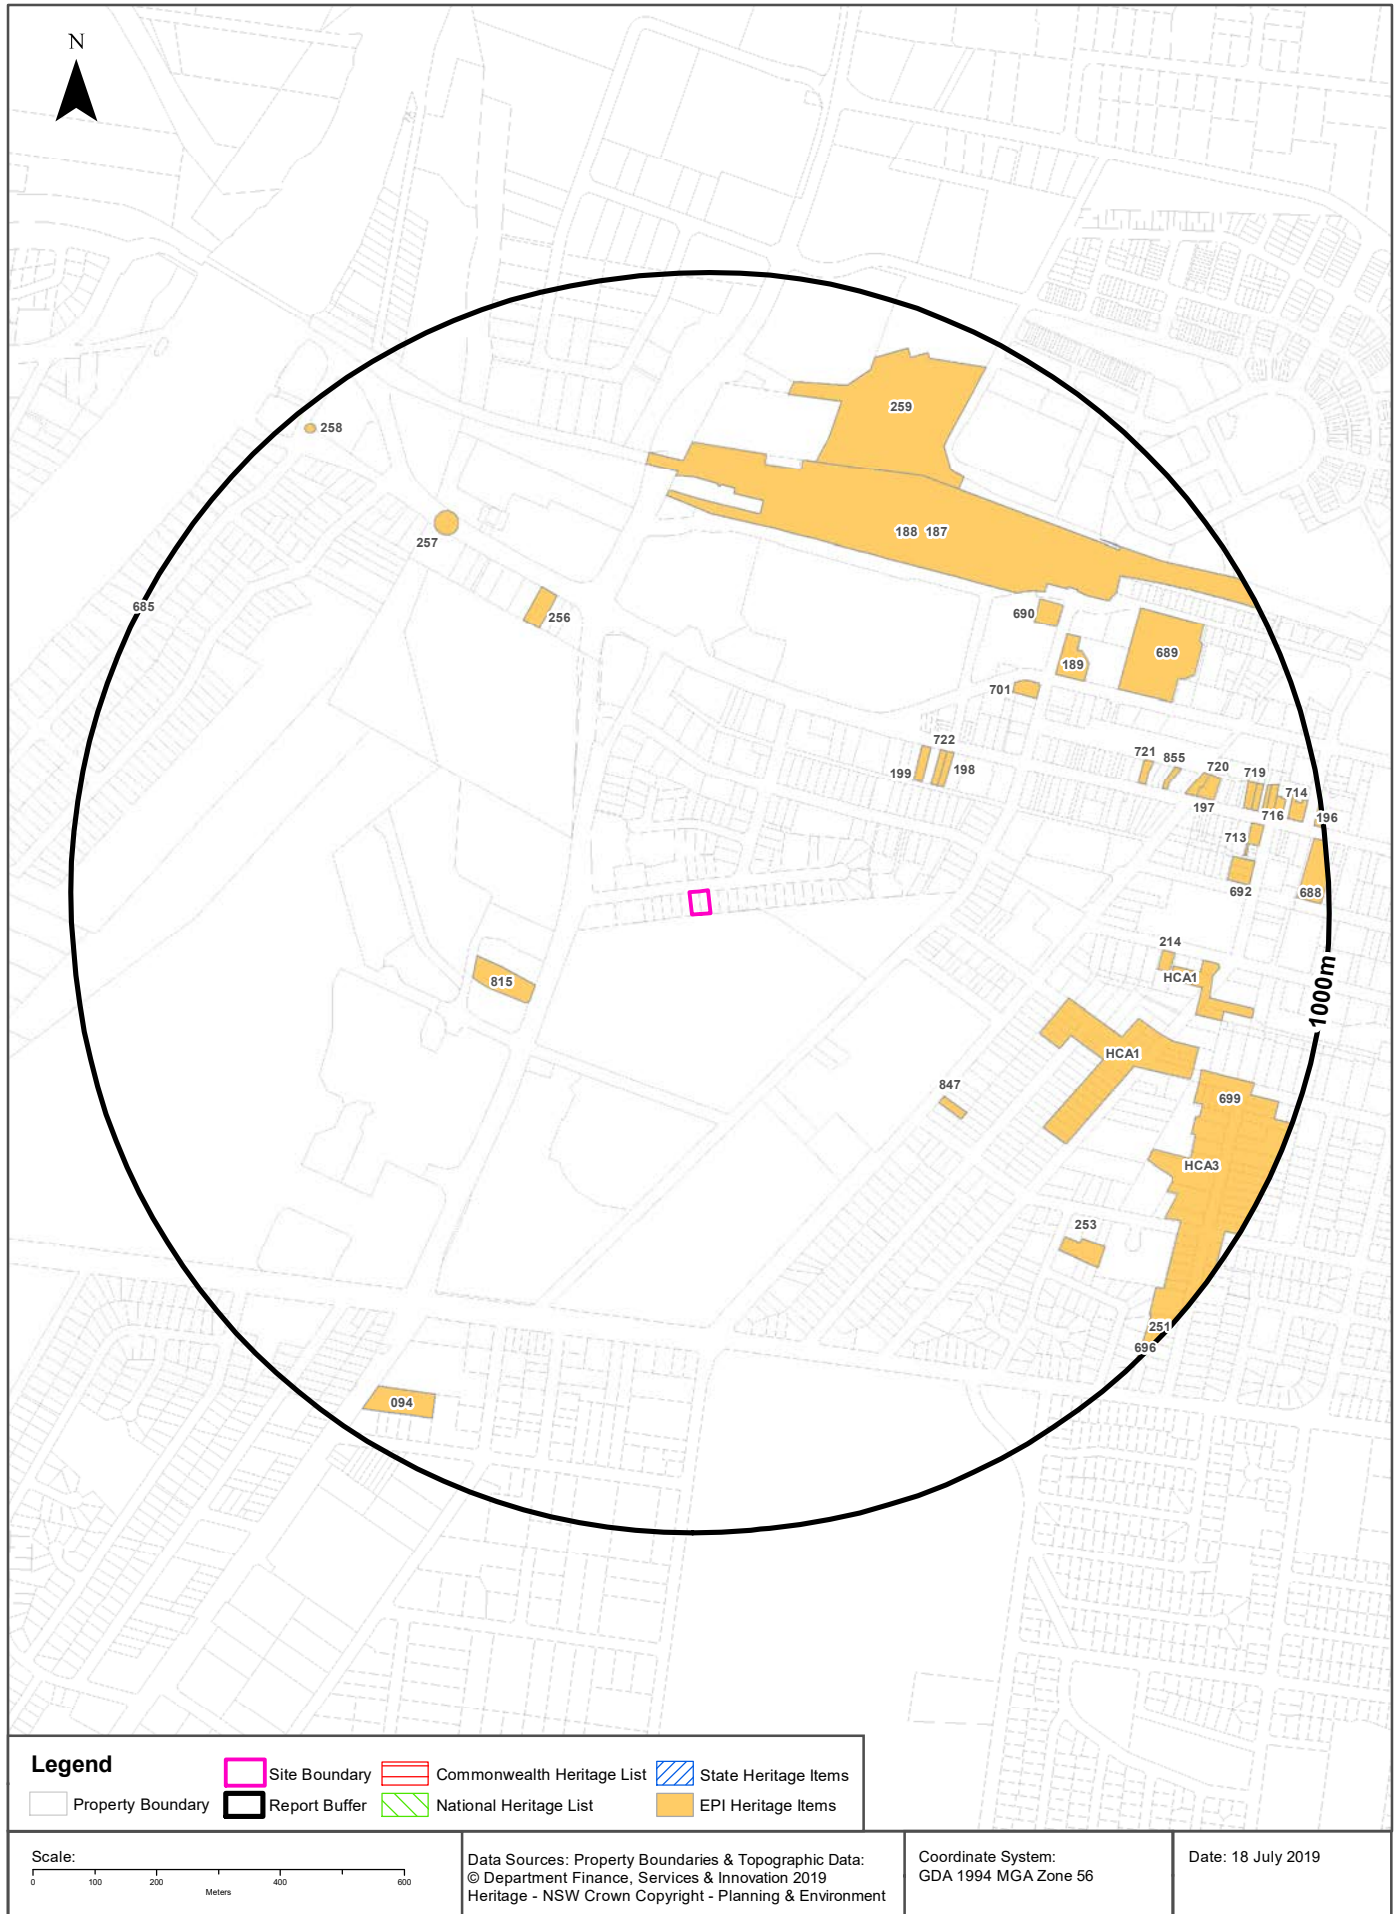 N
259
258
188 187
257
685
256
690
689
189
701
722
199
198
721
855
720
719
714
197
716
196
713
692
688
214
815
HCA1
1000m
HCA1
847
699
HCA3
253
251
696
094
Legend
Site Boundary
Commonwealth Heritage List
State Heritage Items
Property Boundary
Report Buffer
National Heritage List
EPI Heritage Items
Scale:
0 100 200 400 600
Meters
Data Sources: Property Boundaries & Topographic Data:
© Department Finance, Services & Innovation 2019
Heritage - NSW Crown Copyright - Planning & Environment
Coordinate System:
GDA 1994 MGA Zone 56
Date: 18 July 2019